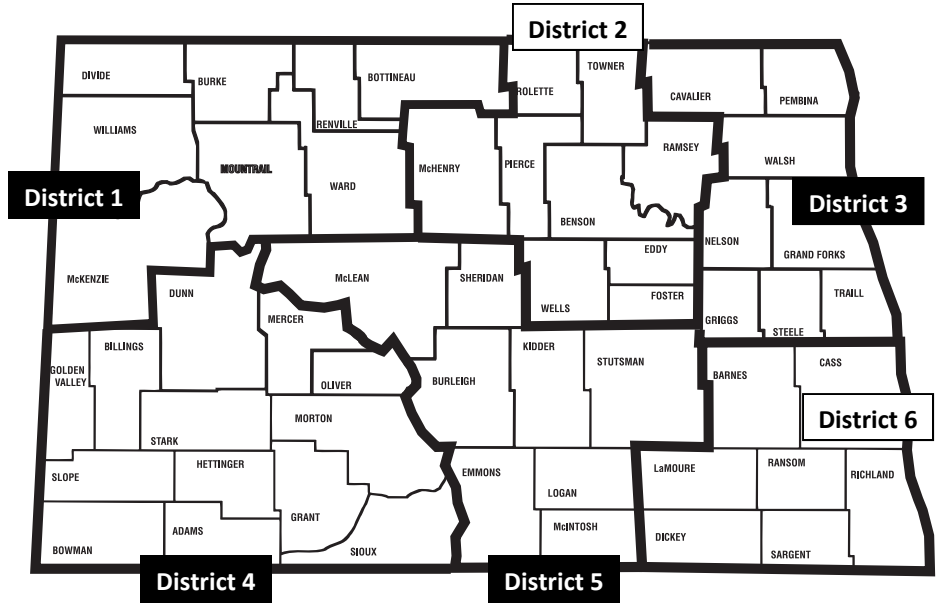 District 2
DIVIDE
BURKE
BOTTINEAU
ROLETTE
TOWNER
CAVALIER
PEMBINA
WILLIAMS
RENVILLE
MOUNTRAIL
WARD
McHENRY
PIERCE
RAMSEY
WALSH
District 1
District 3
BENSON
NELSON
GRAND FORKS
McKENZIE
DUNN
McLEAN
SHERIDAN
EDDY
WELLS
FOSTER
TRAILL
MERCER
GRIGGS
STEELE
BILLINGS
GOLDEN
VALLEY
OLIVER
BURLEIGH
KIDDER
STUTSMAN
BARNES
CASS
District 6
STARK
MORTON
SLOPE
HETTINGER
EMMONS
LOGAN
LaMOURE
RANSOM
RICHLAND
BOWMAN
ADAMS
GRANT
SIOUX
McINTOSH
DICKEY
SARGENT
District 4
District 5